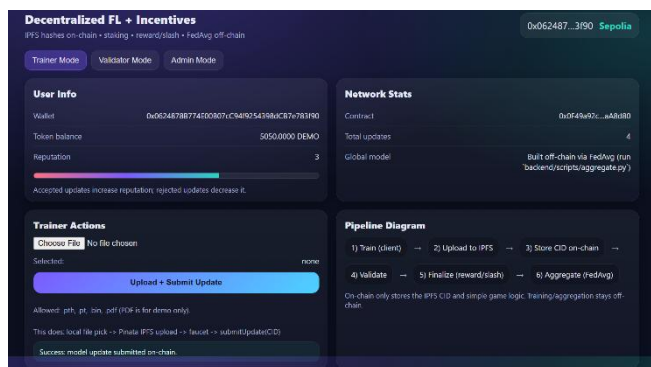 Decentralized FL + Incentives
IPFS hashes on-chain • staking • reward/slash • FedAvg off-chain
0x062487...3f90 Sepolia
Trainer Mode
Validator Mode
Admin Mode
User Info
Wallet
Token balance 5050.0000 DEMO
Reputation 3
Accepted updates increase reputation; rejected updates decrease it.
Network Stats
Contract 0x0F49a92c...aA8d80
Total updates 4
Global model Built off-chain via FedAvg (run
`backend/scripts/aggregate.py`)
Trainer Actions
Choose File No file chosen
Selected: none
Upload + Submit Update
Allowed: .pth, .pt, .bin, .pdf (PDF is for demo only).
This does: local file pick -> Pinata IPFS upload -> faucet -> submitUpdate(CID)
Success: model update submitted on-chain.
Pipeline Diagram
1) Train (client) → 2) Upload to IPFS → 3) Store CID on-chain →
4) Validate → 5) Finalize (reward/slash) → 6) Aggregate (FedAvg)
On-chain only stores the IPFS CID and simple game logic. Training/aggregation stays off-
chain.